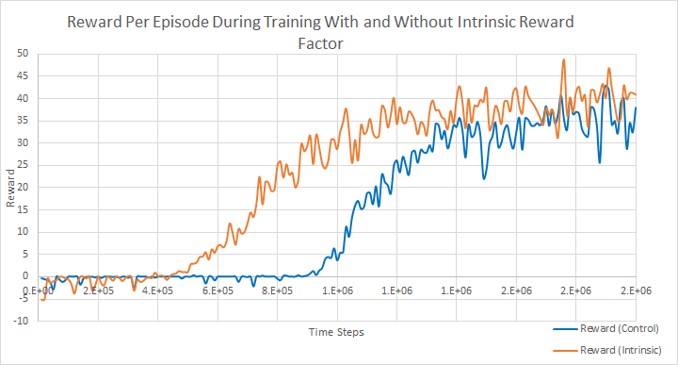 Reward Per Episode During Training With and Without Intrinsic Reward
Factor
50
45
40
35
30
25
20
15
10
5
0
-5
-10
Reward
0.E+00 2.E+05 4.E+05 6.E+05 8.E+05 1.E+06 1.E+06 1.E+06 2.E+06 2.E+06 2.E+06
Time Steps
Reward (Control)
Reward (Intrinsic)